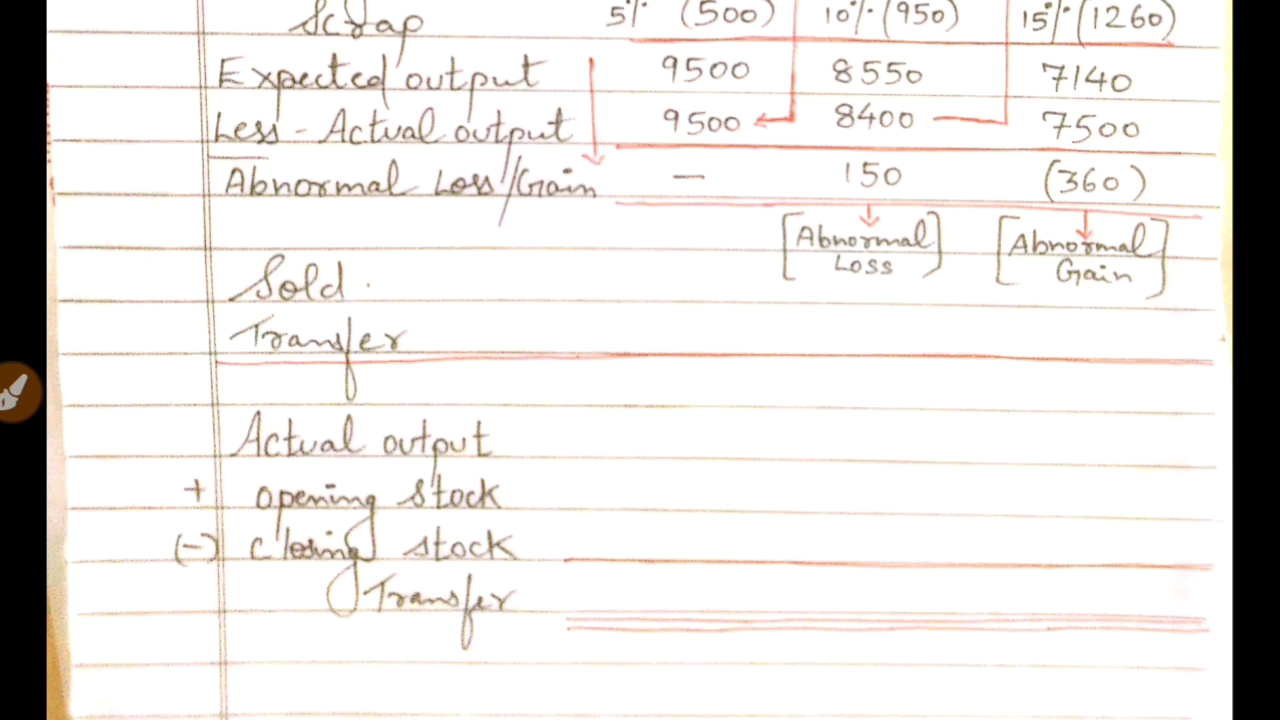 Scrap 5% (500) 10% (950) 15% (1260)
Expected output 9500 8550 7140
Less - Actual output 9500 8400 7500
Abnormal Loss/Gain — 150 (360)
[Abnormal Loss] [Abnormal Gain]
Sold
Transfer
Actual output
+ opening stock
(-) closing stock
Transfer